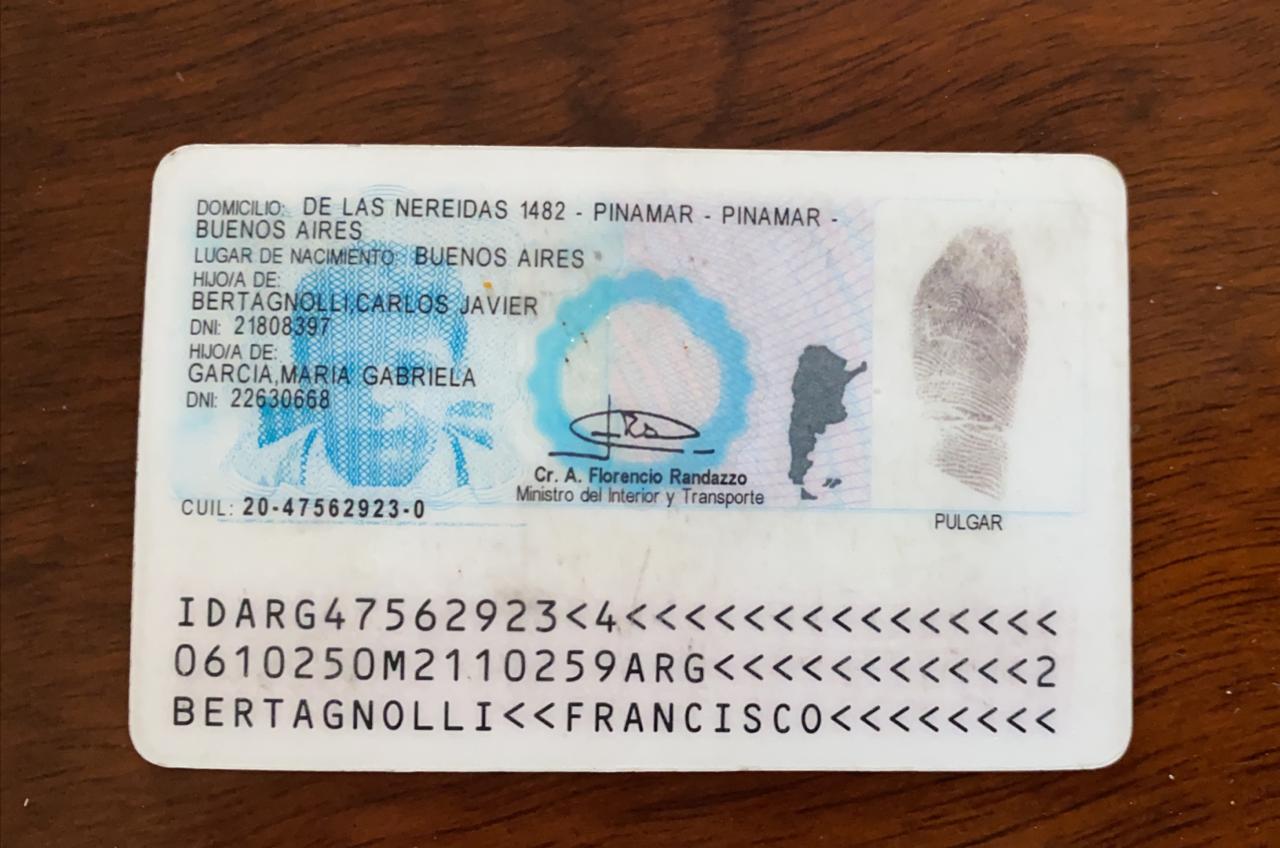 DOMICILIO: DE LAS NEREIDAS 1482 - PINAMAR - PINAMAR -
BUENOS AIRES
LUGAR DE NACIMIENTO: BUENOS AIRES
HIJO/A DE:
BERTAGNOLLI,CARLOS JAVIER
DNI: 21808397
HIJO/A DE:
GARCIA,MARIA GABRIELA
DNI: 22630668
Cr. A. Florencio Randazzo
Ministro del Interior y Transporte
CUIL: 20-47562923-0
PULGAR
IDARG47562923<4<<<<<<<<<<<<<<<
0610250M2110259ARG<<<<<<<<<<<2
BERTAGNOLLI<<FRANCISCO<<<<<<<<